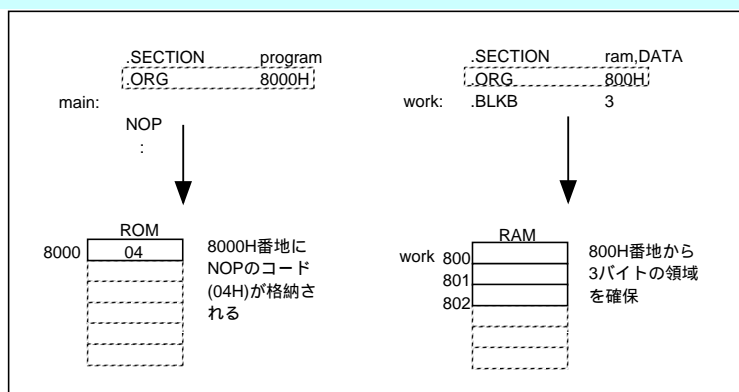 .SECTION program
.ORG 8000H
main:
NOP
:
ROM
8000 04
8000H番地に
NOPのコード
(04H)が格納さ
れる
.SECTION ram,DATA
.ORG 800H
work: .BLKB 3
RAM
work 800
801
802
800H番地から
3バイトの領域
を確保